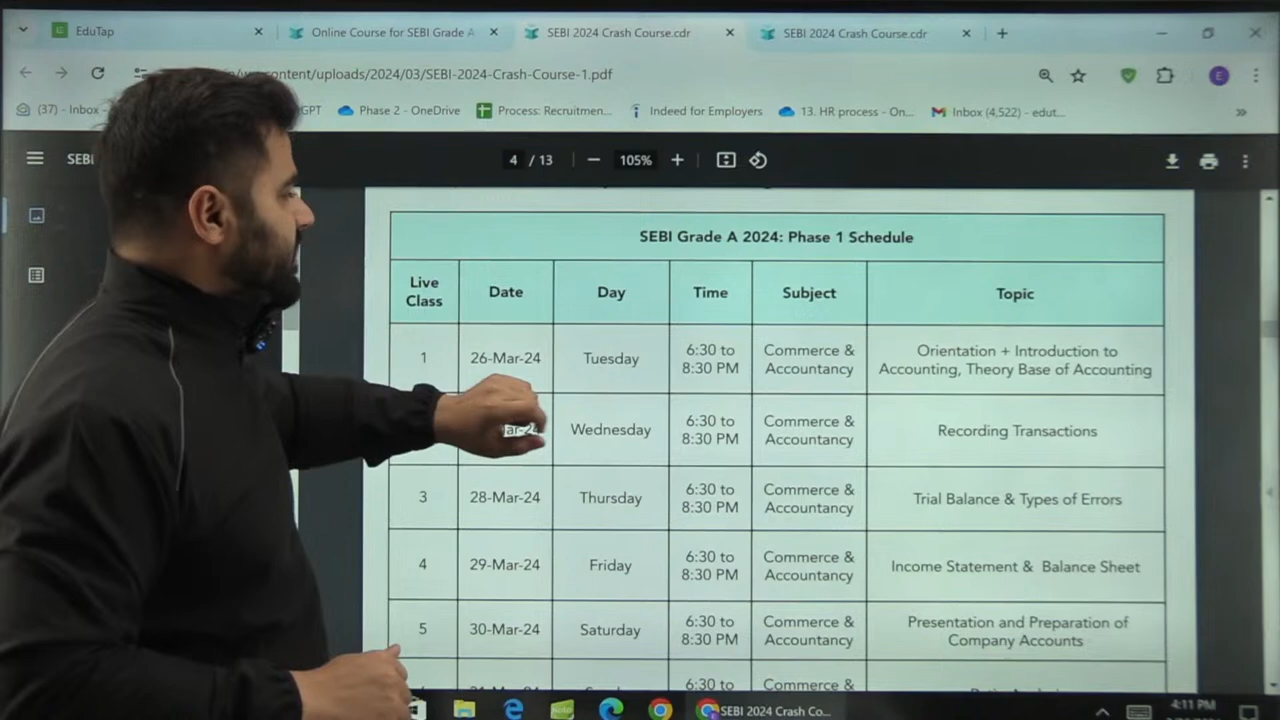 EduTap
Online Course for SEBI Grade A
SEBI 2024 Crash Course.cdr
SEBI 2024 Crash Course.cdr
content/uploads/2024/03/SEBI-2024-Crash-Course-1.pdf
E
(37) - Inbox -
GPT
Phase 2 - OneDrive
Process: Recruitmen...
Indeed for Employers
13. HR process - On...
Inbox (4,522) - edut...
SEBI
4 / 13
105%
SEBI Grade A 2024: Phase 1 Schedule
Live Class
Date
Day
Time
Subject
Topic
1
26-Mar-24
Tuesday
6:30 to
8:30 PM
Commerce &
Accountancy
Orientation + Introduction to
Accounting, Theory Base of Accounting
Wednesday
6:30 to
8:30 PM
Commerce &
Accountancy
Recording Transactions
3
28-Mar-24
Thursday
6:30 to
8:30 PM
Commerce &
Accountancy
Trial Balance & Types of Errors
4
29-Mar-24
Friday
6:30 to
8:30 PM
Commerce &
Accountancy
Income Statement & Balance Sheet
5
30-Mar-24
Saturday
6:30 to
8:30 PM
Commerce &
Accountancy
Presentation and Preparation of
Company Accounts
6:30 to
Commerce &
SEBI 2024 Crash Co...
4:11 PM